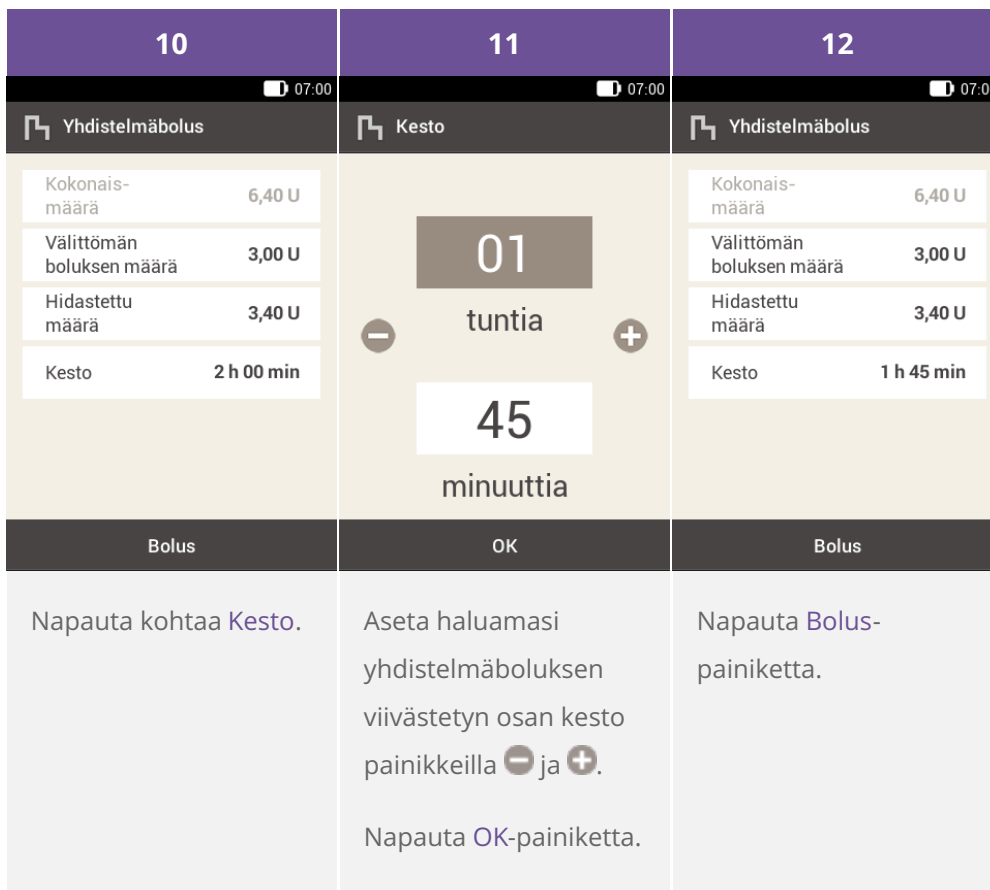 10
07:00
Yhdistelmäbolus
Kokonais-
määrä
6,40 U
Välittömän
boluksen määrä
3,00 U
Hidastettu
määrä
3,40 U
Kesto
2 h 00 min
Bolus
Napauta kohtaa Kesto.
11
07:00
Kesto
01
tuntia
45
minuuttia
OK
Aseta haluamasi
yhdistelmäboluksen
viivästetyn osan kesto
painikkeilla ja .
Napauta OK-painiketta.
12
07:0
Yhdistelmäbolus
Kokonais-
määrä
6,40 U
Välittömän
boluksen määrä
3,00 U
Hidastettu
määrä
3,40 U
Kesto
1 h 45 min
Bolus
Napauta Bolus-
painiketta.